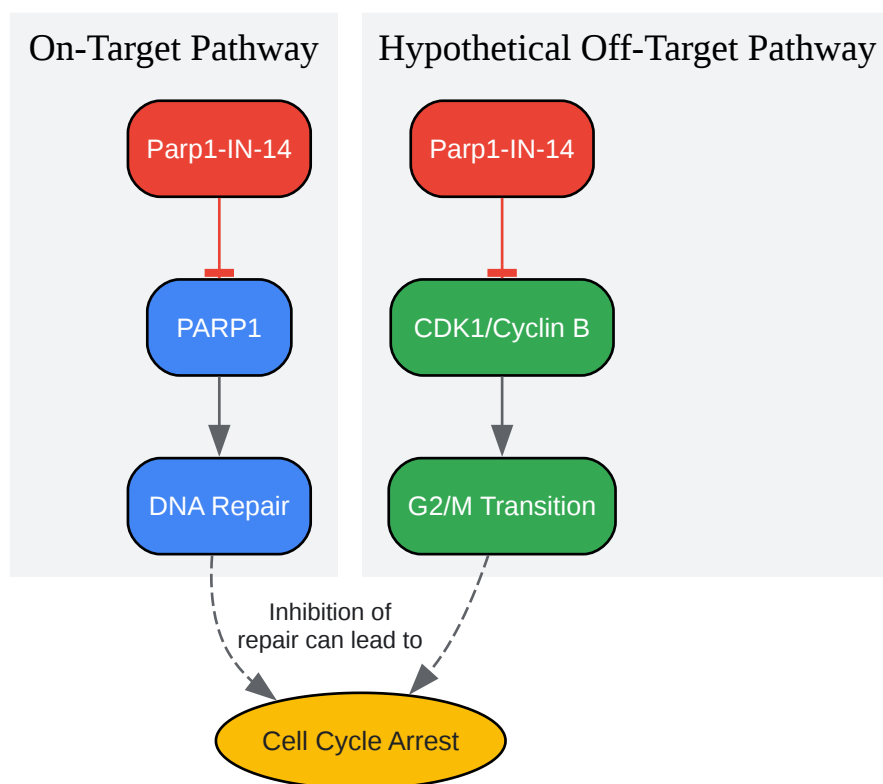 On-Target Pathway
Hypothetical Off-Target Pathway
Parp1-IN-14
Parp1-IN-14
PARP1
CDK1/Cyclin B
DNA Repair
G2/M Transition
Inhibition of
repair can lead to
Cell Cycle Arrest